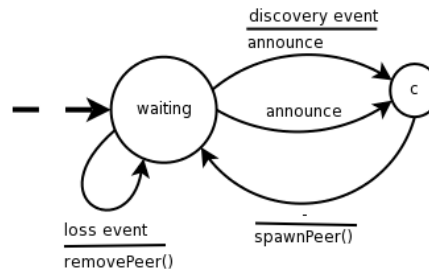 discovery event
announce
waiting
c
announce
loss event
removePeer()
-
spawnPeer()